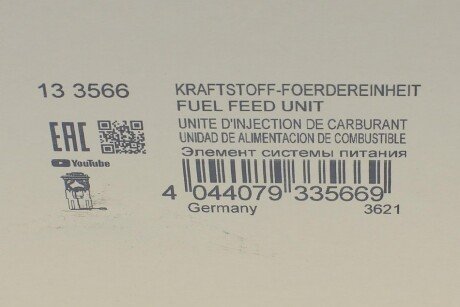 13 3566
KRAFTSTOFF-FOERDEREINHEIT
FUEL FEED UNIT
UNITE D'INJECTION DE CARBURANT
UNIDAD DE ALIMENTACION DE COMBUSTIBLE
Элемент системы питания
EAC
YouTube
4 044079 335669
Germany 3621